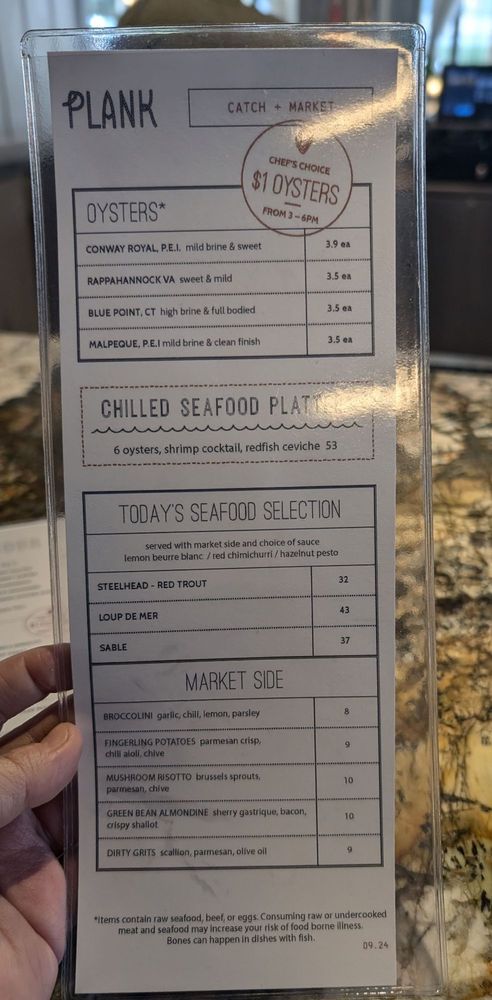 PLANK
CATCH + MARKET
CHEF'S CHOICE
$1 OYSTERS
FROM 3-6PM
OYSTERS*
CONWAY ROYAL, P.E.I. mild brine & sweet 3.9 ea
RAPPAHANNOCK VA sweet & mild 3.5 ea
BLUE POINT, CT high brine & full bodied 3.5 ea
MALPEQUE, P.E.I mild brine & clean finish 3.5 ea
CHILLED SEAFOOD
6 oysters, shrimp cocktail, redfish ceviche 53
TODAY'S SEAFOOD SELECTION
served with market side and choice of sauce
lemon beurre blanc / red chimichurri / hazelnut pesto
STEELHEAD - RED TROUT 32
LOUP DE MER 43
SABLE 37
MARKET SIDE
BROCCOLINI garlic, chili, lemon, parsley 8
FINGERLING POTATOES parmesan crisp, 9
chili aioli, chive
MUSHROOM RISOTTO brussels sprouts, 10
parmesan, chive
GREEN BEAN ALMONDINE sherry gastrique, bacon, 10
crispy shallot
DIRTY GRITS scallion, parmesan, olive oil 9
*items contain raw seafood, beef, or eggs. Consuming raw or undercooked
meat and seafood may increase your risk of food borne illness.
Bones can happen in dishes with fish.
09.24